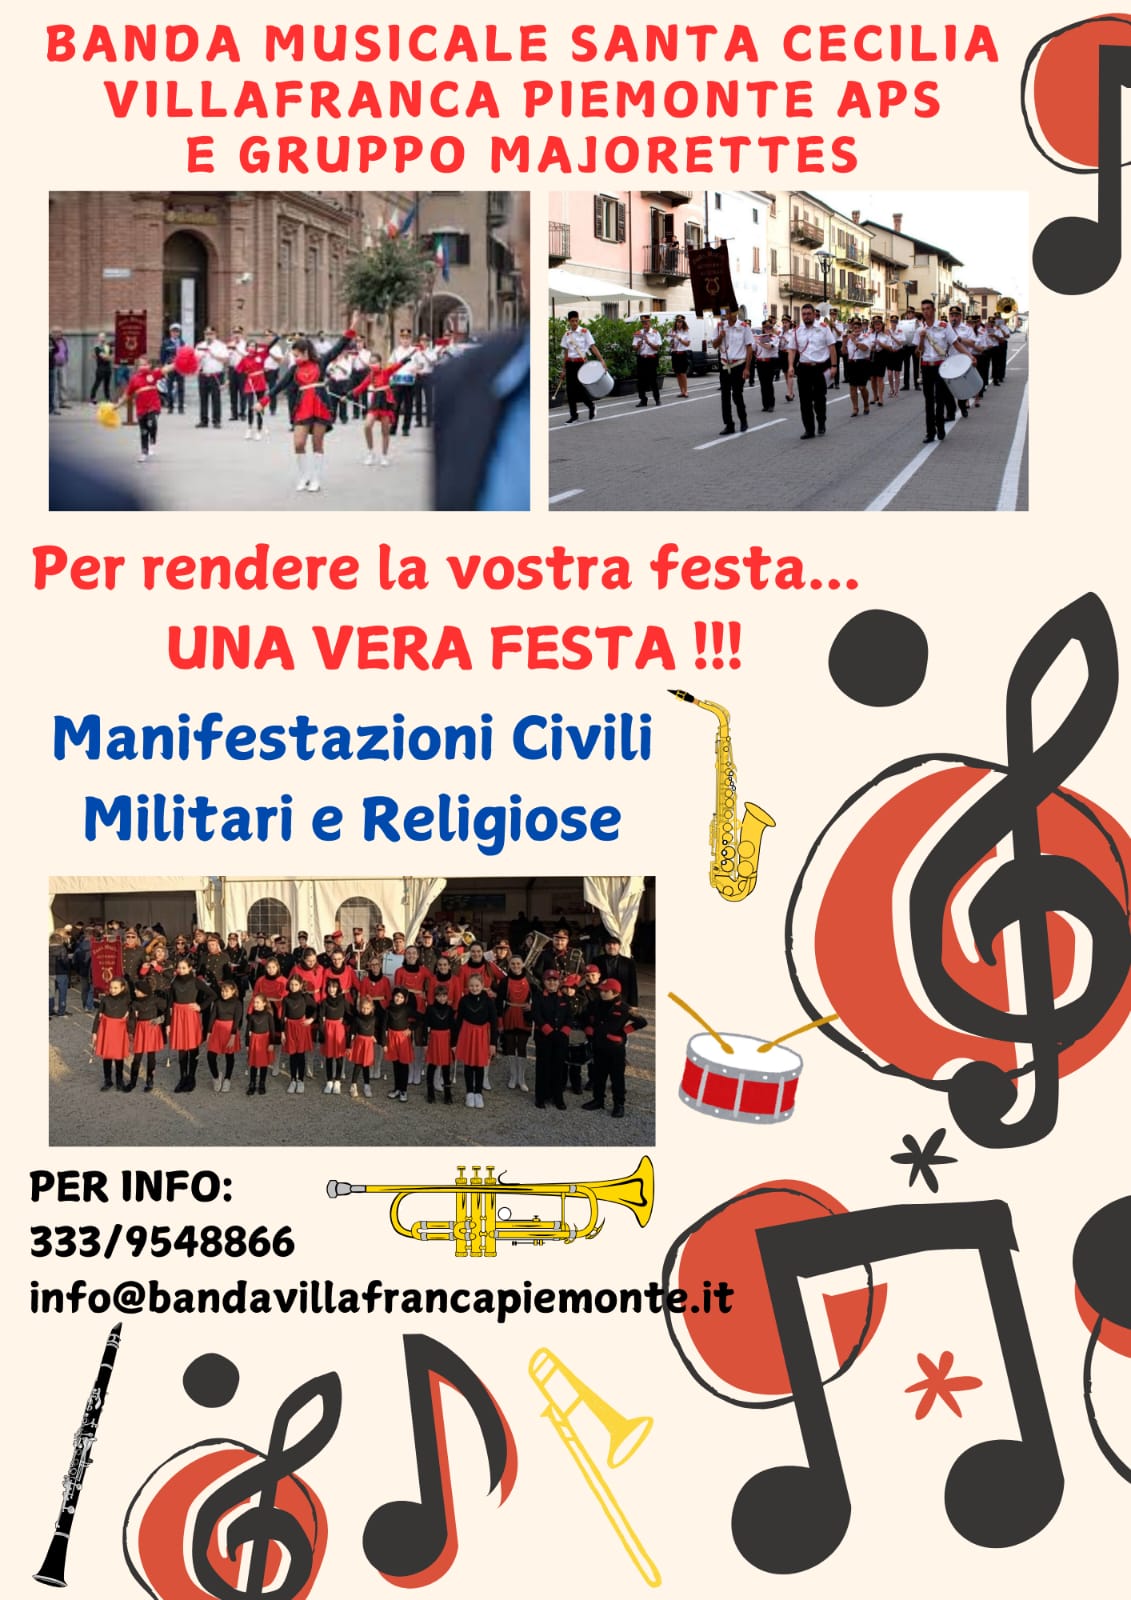 BANDA MUSICALE SANTA CECILIA
VILLAFRANCA PIEMONTE APS
E GRUPPO MAJORETTES
Per rendere la vostra festa...
UNA VERA FESTA !!!
Manifestazioni Civili
Militari e Religiose
PER INFO:
333/9548866
info@bandavillafrancapiemonte.it